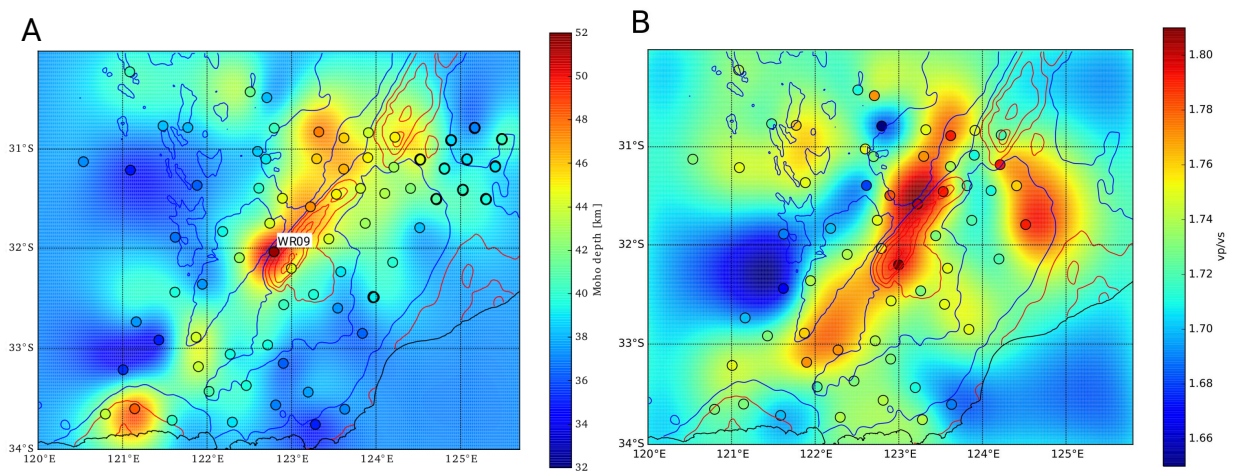 A
52
50
48
46
44
42
40
38
36
34
32
Moho depth [km]
31°S
32°S
33°S
34°S
120°E
121°E
122°E
123°E
124°E
125°E
WR09
B
1.80
1.78
1.76
1.74
1.72
1.70
1.68
1.66
vp/vs
31°S
32°S
33°S
34°S
120°E
121°E
122°E
123°E
124°E
125°E